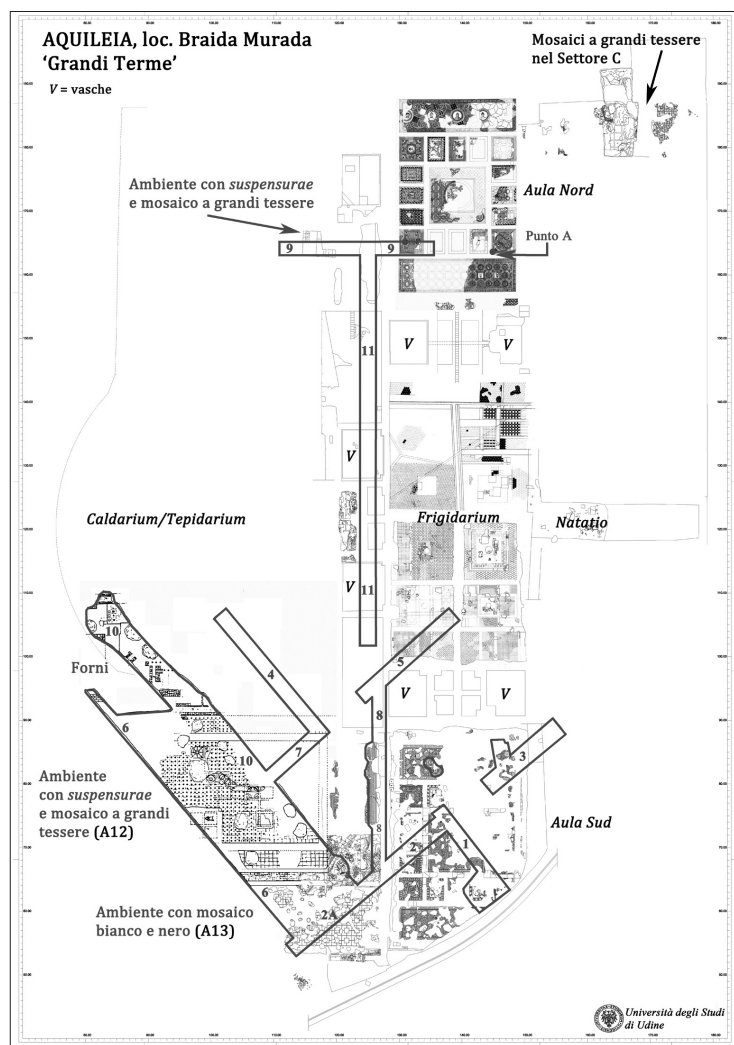 AQUILEIA, loc. Braida Murada
'Grandi Terme'
V = vasche
Mosaici a grandi tessere
nel Settore C
Ambiente con suspensurae
e mosaico a grandi tessere
Aula Nord
Punto A
9
9
11
V
V
V
Caldarium/Tepidarium
Frigidarium
Natatio
V
11
10
Forni
4
5
6
8
V
V
7
10
3
Ambiente
con suspensurae
e mosaico a grandi
tessere (A12)
Aula Sud
8
2
1
6
2A
Ambiente con mosaico
bianco e nero (A13)
Università degli Studi
di Udine